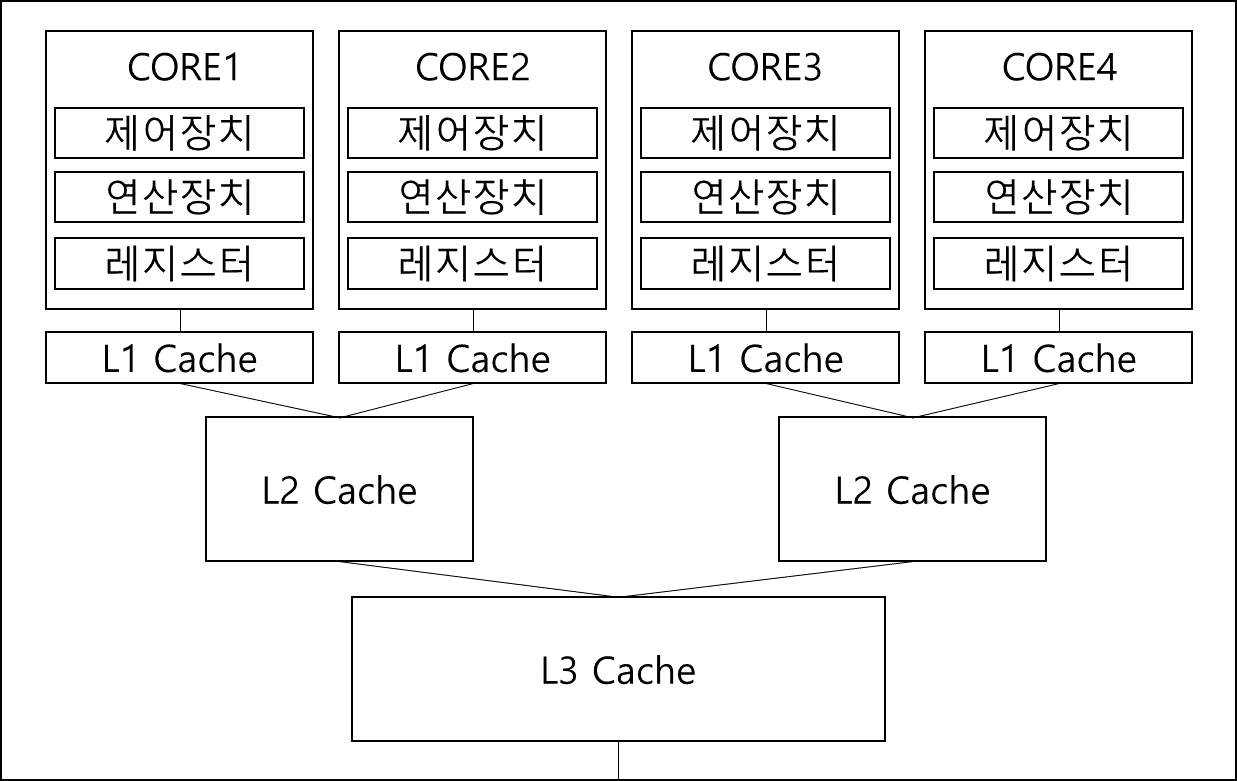 CORE1
제어장치
연산장치
레지스터
L1 Cache
CORE2
제어장치
연산장치
레지스터
L1 Cache
CORE3
제어장치
연산장치
레지스터
L1 Cache
CORE4
제어장치
연산장치
레지스터
L1 Cache
L2 Cache
L2 Cache
L3 Cache